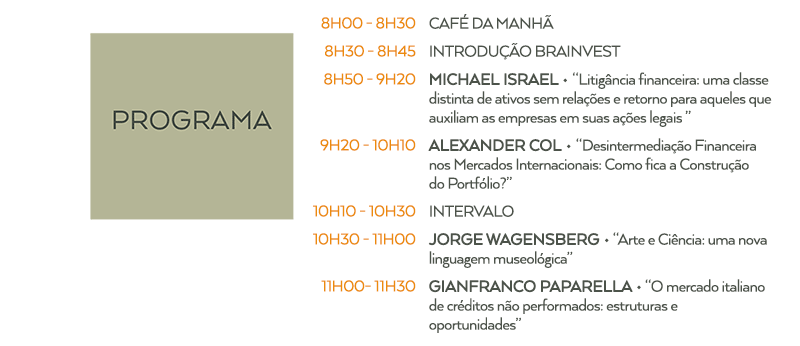 PROGRAMA
8H00 - 8H30 CAFÉ DA MANHÃ
8H30 - 8H45 INTRODUÇÃO BRAINVEST
8H50 - 9H20 MICHAEL ISRAEL • “Litigância financeira: uma classe
distinta de ativos sem relações e retorno para aqueles que
auxiliam as empresas em suas ações legais ”
9H20 - 10H10 ALEXANDER COL • “Desintermediação Financeira
nos Mercados Internacionais: Como fica a Construção
do Portfólio?”
10H10 - 10H30 INTERVALO
10H30 - 11H00 JORGE WAGENSBERG • “Arte e Ciência: uma nova
linguagem museológica”
11H00- 11H30 GIANFRANCO PAPARELLA • “O mercado italiano
de créditos não performados: estruturas e
oportunidades”